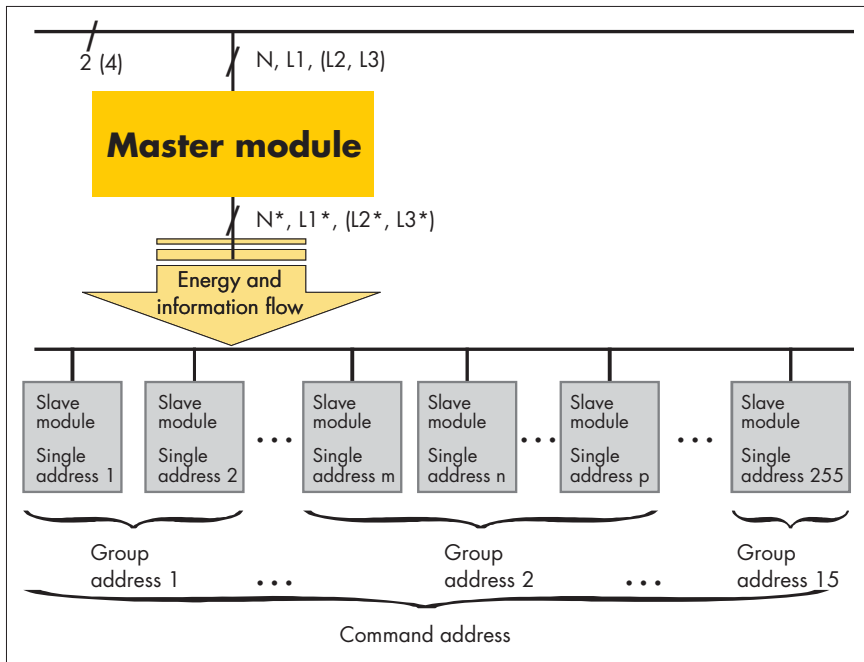 2 (4)
N, L1, (L2, L3)
Master module
N*, L1*, (L2*, L3*)
Energy and
information flow
Slave
module
Single
address 1
Slave
module
Single
address 2
...
Slave
module
Single
address m
Slave
module
Single
address n
...
Slave
module
Single
address p
...
Slave
module
Single
address 255
Group
address 1
...
Group
address 2
...
Group
address 15
Command address